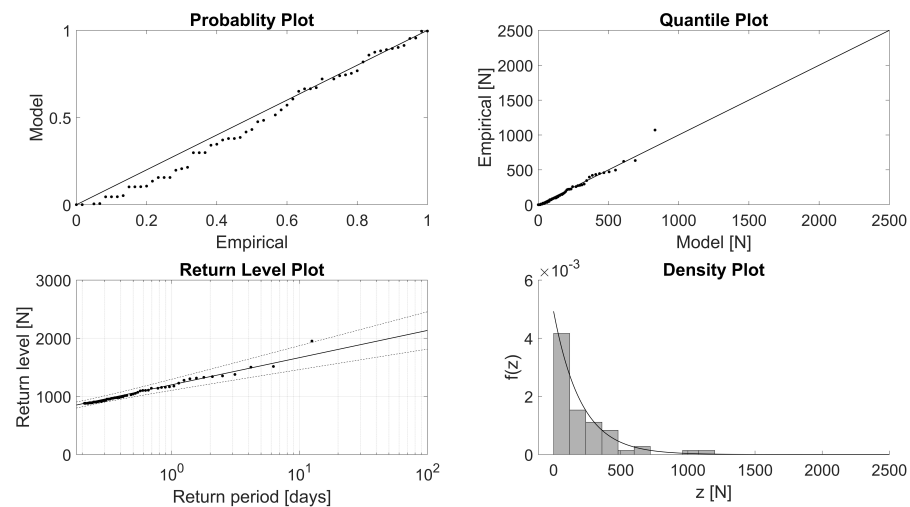 Probablity Plot
1
0.5
0
Model
0 0.2 0.4 0.6 0.8 1
Empirical
Quantile Plot
2500
2000
1500
1000
500
0
Empirical [N]
0 500 1000 1500 2000 2500
Model [N]
Return Level Plot
3000
2000
1000
0
Return level [N]
10^0 10^1 10^2
Return period [days]
Density Plot
×10^-3
6
4
2
0
f(z)
0 500 1000 1500 2000 2500
z [N]